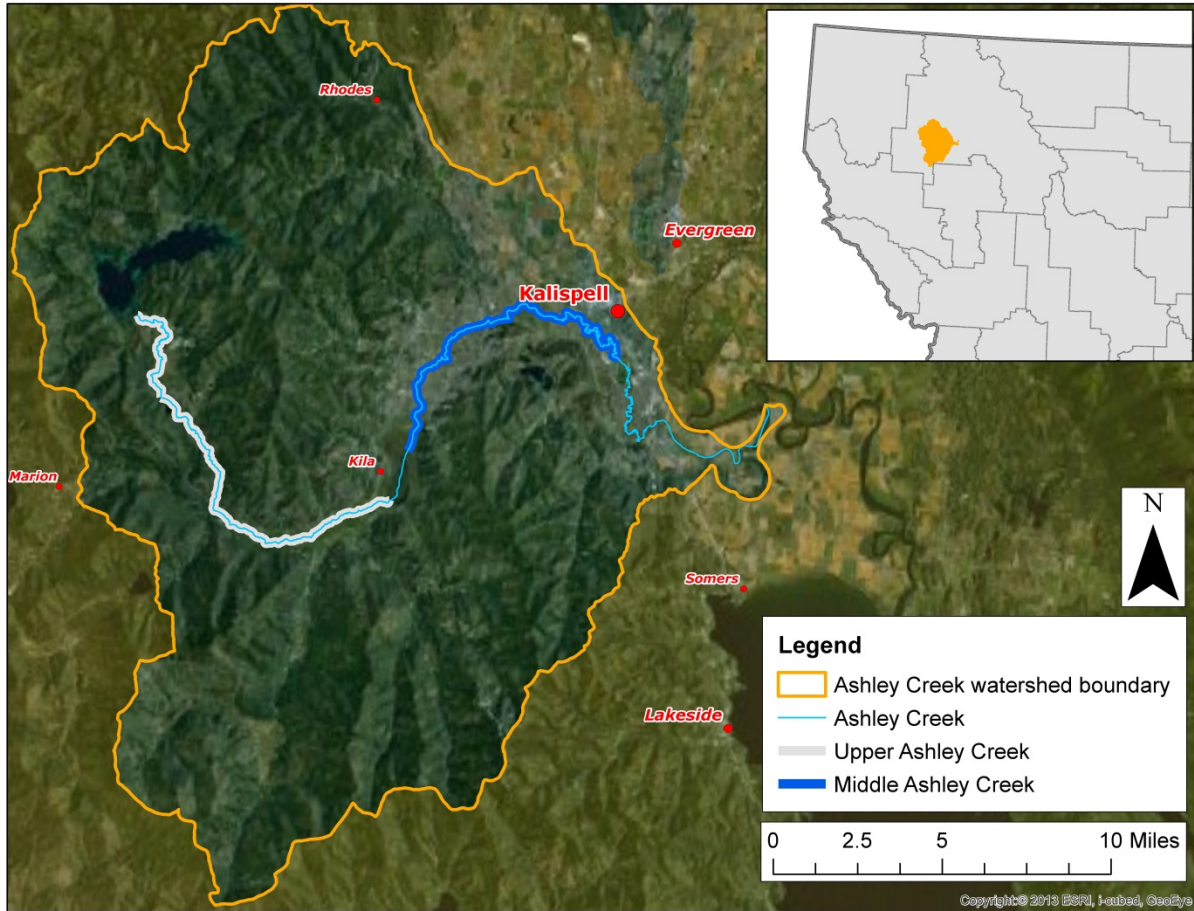 Rhodes
Evergreen
Kalispell
Kila
Marion
N
Somers
Lakeside
Legend
Ashley Creek watershed boundary
Ashley Creek
Upper Ashley Creek
Middle Ashley Creek
0 2.5 5 10 Miles
Copyright:© 2013 ESRI, i-cubed, GeoEye